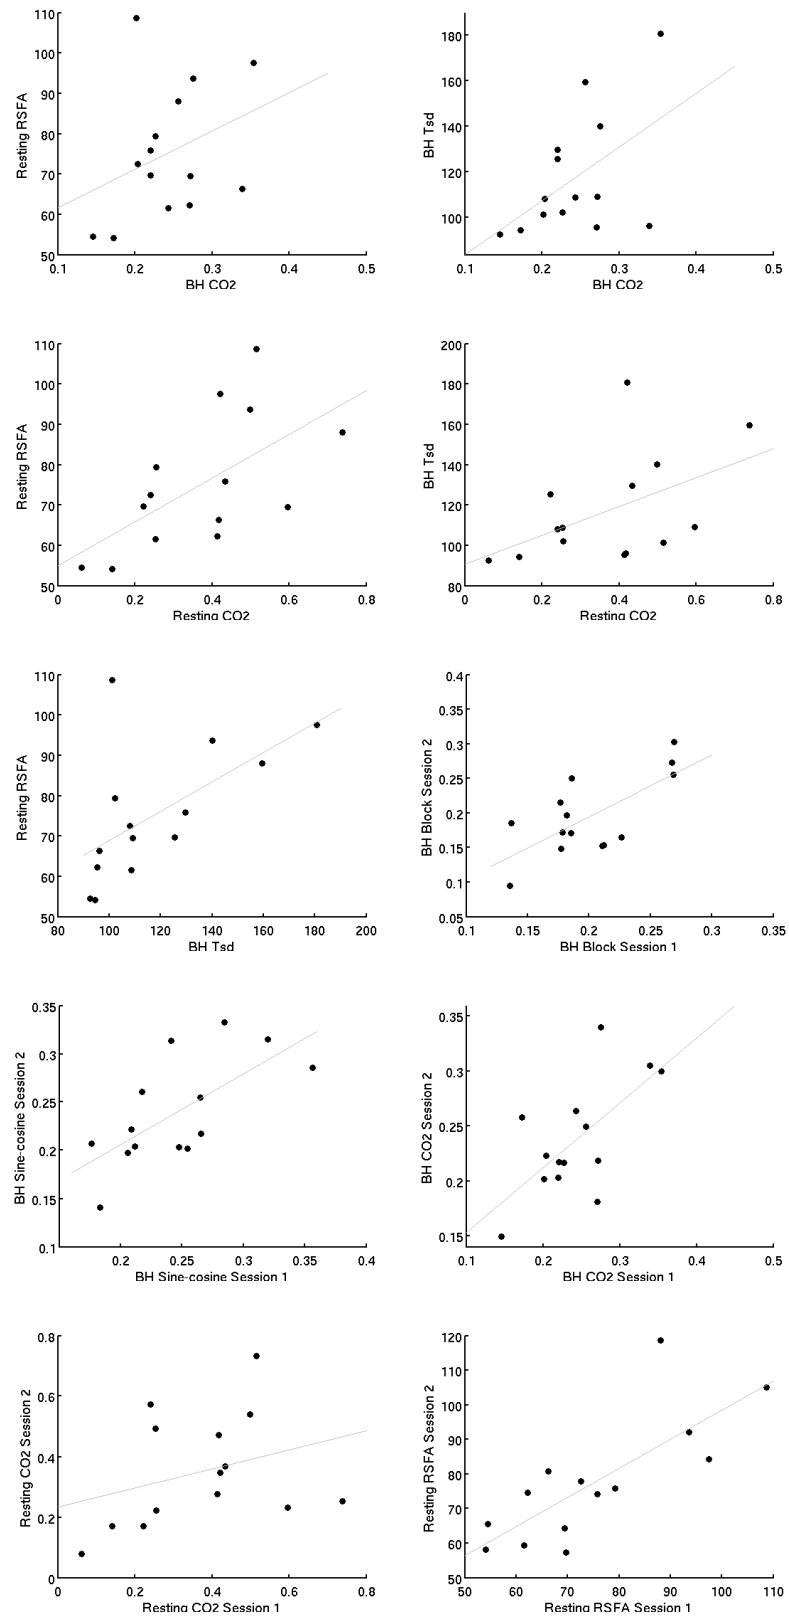 110
100
90
80
70
60
50
Resting RSFA
0.1 0.2 0.3 0.4 0.5
BH CO2
180
160
140
120
100
BH Tsd
0.1 0.2 0.3 0.4 0.5
BH CO2
110
100
90
80
70
60
50
Resting RSFA
0 0.2 0.4 0.6 0.8
Resting CO2
200
180
160
140
120
100
80
BH Tsd
0 0.2 0.4 0.6 0.8
Resting CO2
110
100
90
80
70
60
50
Resting RSFA
80 100 120 140 160 180 200
BH Tsd
0.4
0.35
0.3
0.25
0.2
0.15
0.1
0.05
BH Block Session 2
0.1 0.15 0.2 0.25 0.3 0.35
BH Block Session 1
0.35
0.3
0.25
0.2
0.15
0.1
BH Sine-cosine Session 2
0.2 0.25 0.3 0.35 0.4
BH Sine-cosine Session 1
0.35
0.3
0.25
0.2
0.15
BH CO2 Session 2
0.1 0.2 0.3 0.4 0.5
BH CO2 Session 1
0.8
0.6
0.4
0.2
0
Resting CO2 Session 2
0 0.2 0.4 0.6 0.8
Resting CO2 Session 1
120
110
100
90
80
70
60
50
Resting RSFA Session 2
50 60 70 80 90 100 110
Resting RSFA Session 1